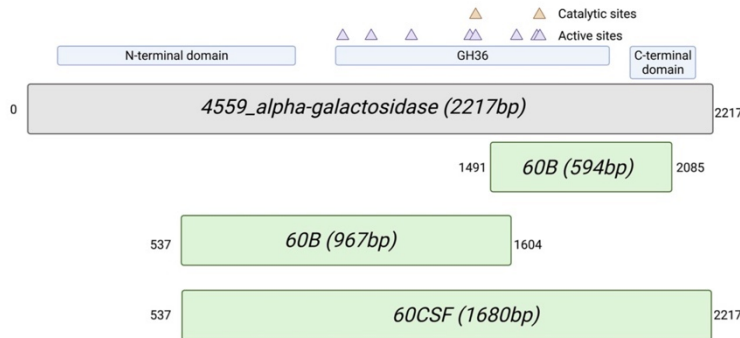 Catalytic sites
Active sites
N-terminal domain
GH36
C-terminal
domain
0
4559_alpha-galactosidase (2217bp)
2217
1491
60B (594bp)
2085
537
60B (967bp)
1604
537
60CSF (1680bp)
2217